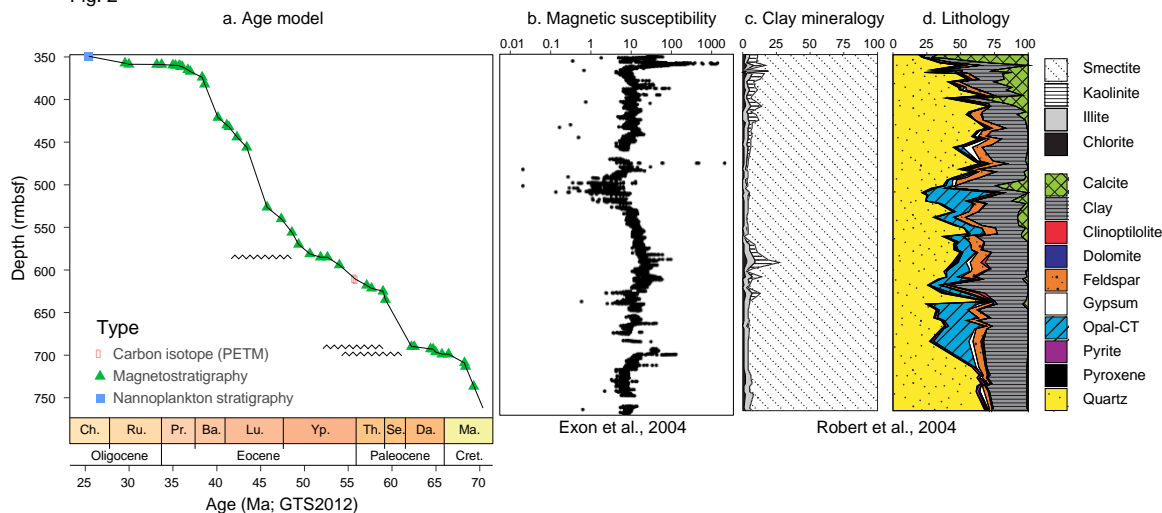 Fig. 2
a. Age model
b. Magnetic susceptibility
c. Clay mineralogy
d. Lithology
0.01 0.1 1 10 100 1000
0 25 50 75 100
0 25 50 75 100
350
400
450
500
550
600
650
700
750
Depth (rmbsf)
Type
Carbon isotope (PETM)
Magnetostratigraphy
Nannoplankton stratigraphy
Ch. Ru. Pr. Ba. Lu. Yp. Th. Se. Da. Ma.
Oligocene Eocene Paleocene Cret.
25 30 35 40 45 50 55 60 65 70
Age (Ma; GTS2012)
Exon et al., 2004
Robert et al., 2004
Smectite
Kaolinite
Illite
Chlorite
Calcite
Clay
Clinoptilolite
Dolomite
Feldspar
Gypsum
Opal-CT
Pyrite
Pyroxene
Quartz